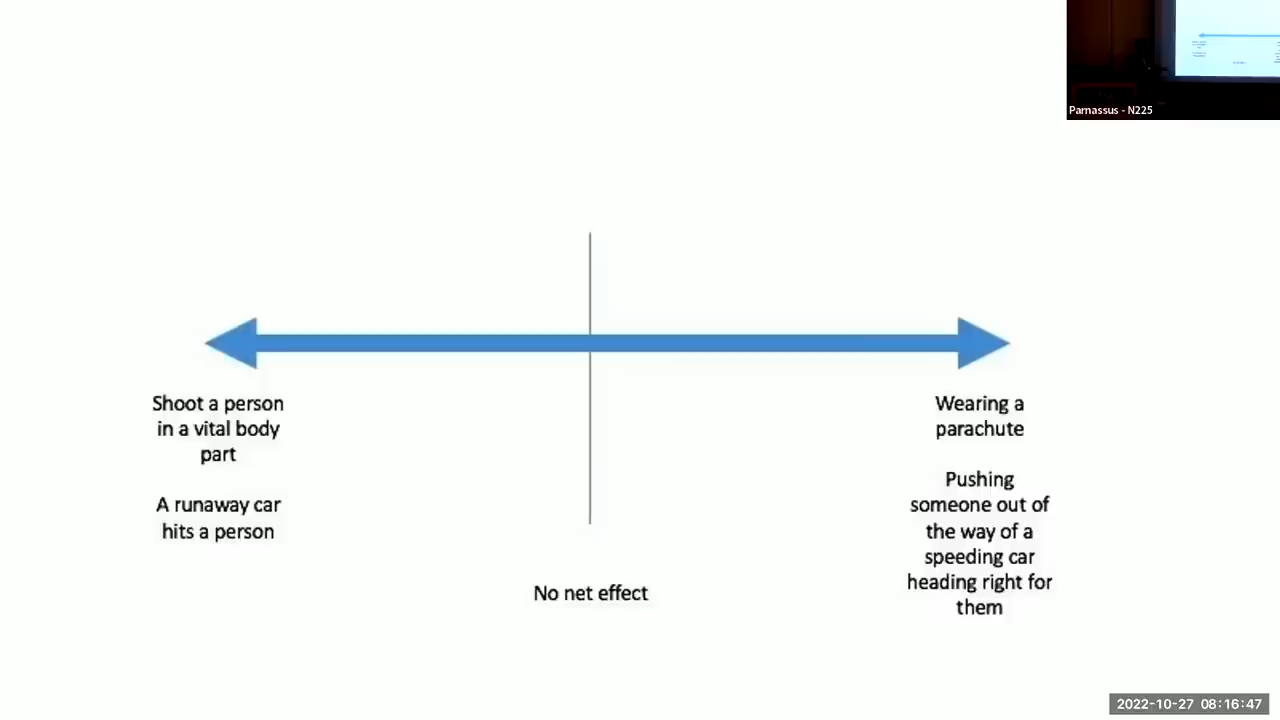 Parnassus - N225
Shoot a person
in a vital body
part
A runaway car
hits a person
No net effect
Wearing a
parachute
Pushing
someone out of
the way of a
speeding car
heading right for
them
2022-10-27 08:16:47